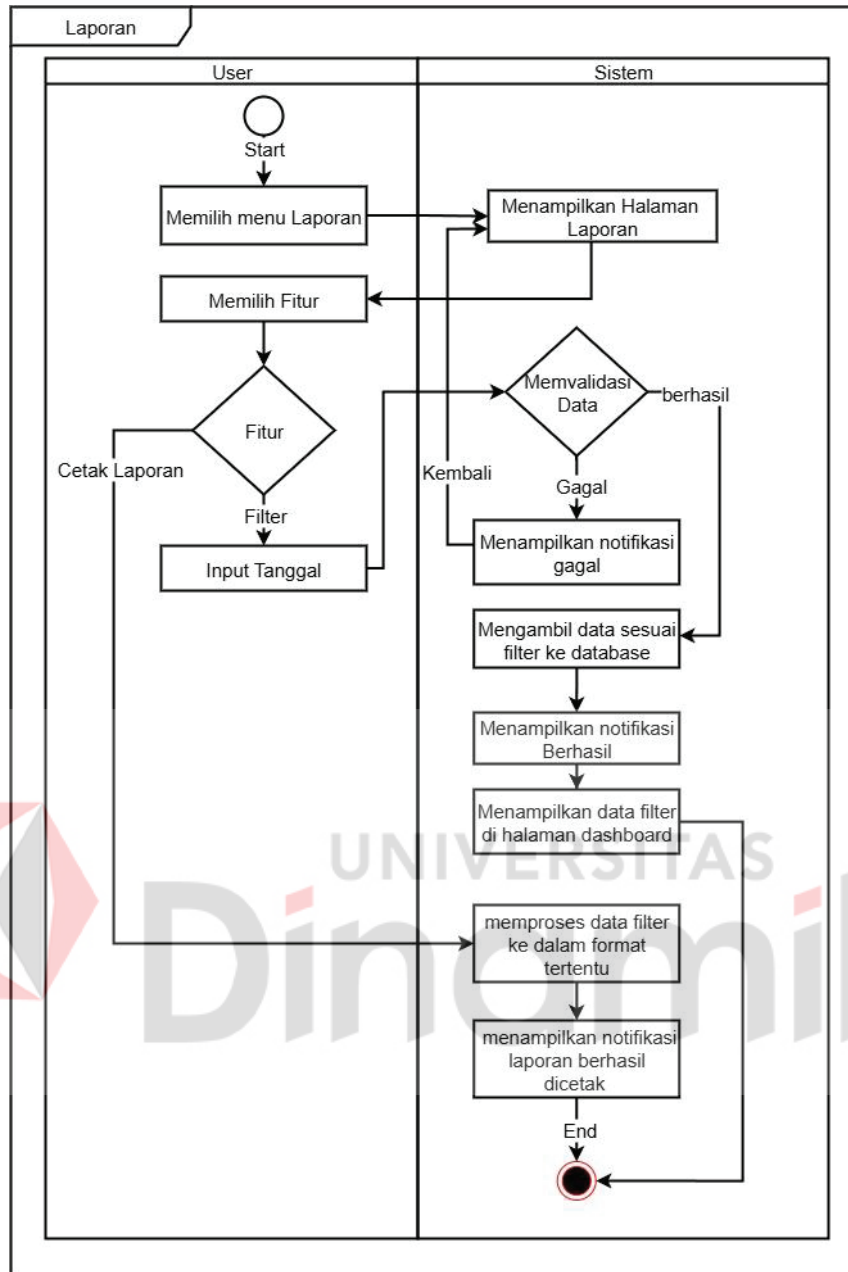 Laporan
User
Sistem
Start
Memilih menu Laporan
Menampilkan Halaman
Laporan
Memilih Fitur
Memvalidasi
Data
berhasil
Fitur
Cetak Laporan
Kembali
Gagal
Filter
Input Tanggal
Menampilkan notifikasi
gagal
Mengambil data sesuai
filter ke database
Menampilkan notifikasi
Berhasil
Menampilkan data filter
di halaman dashboard
UNIVERSITAS
Dinamik
memproses data filter
ke dalam format
tertentu
menampilkan notifikasi
laporan berhasil
dicetak
End